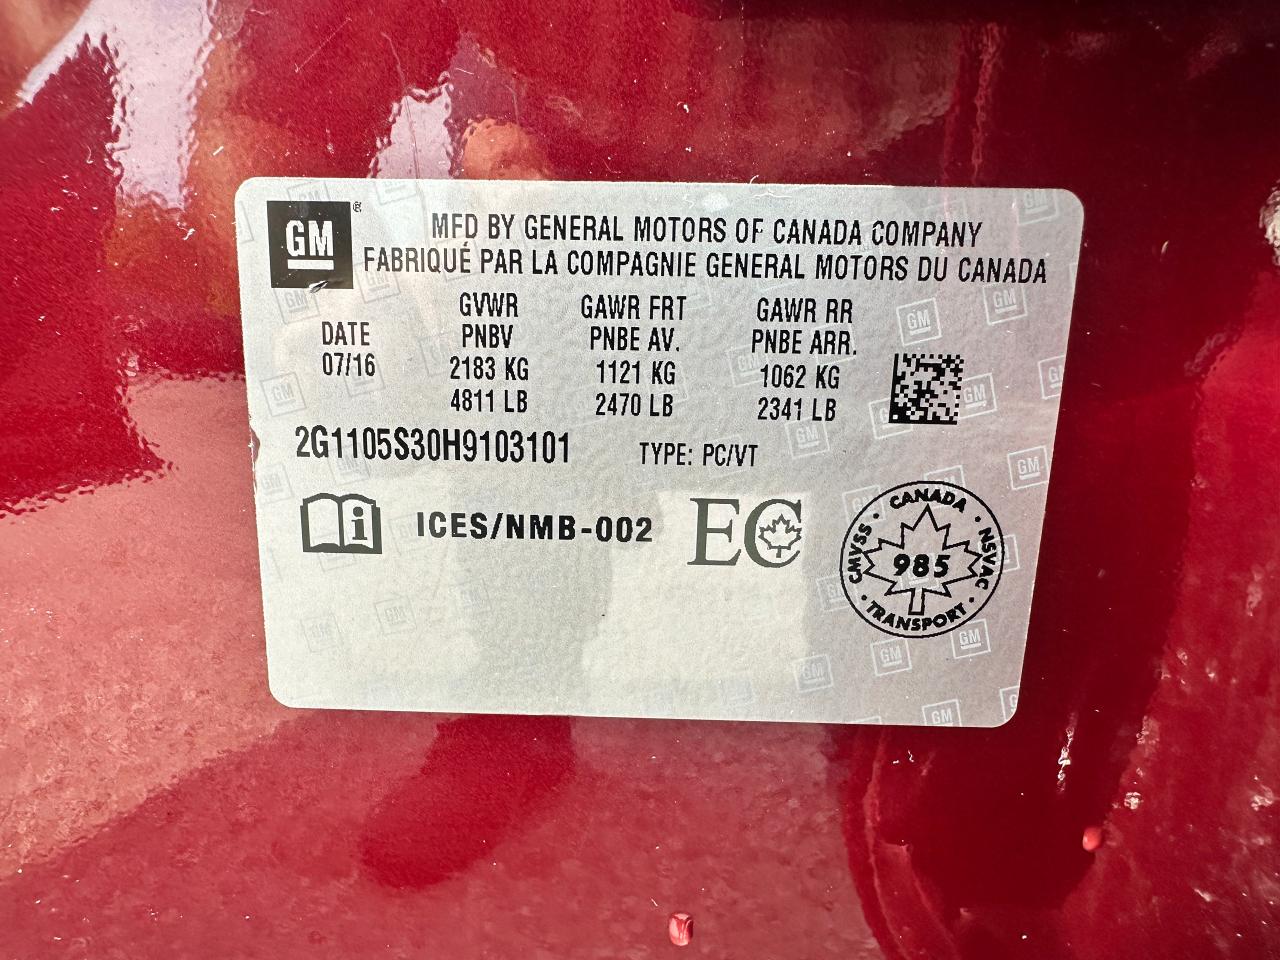 GM ®
MFD BY GENERAL MOTORS OF CANADA COMPANY
FABRIQUÉ PAR LA COMPAGNIE GENERAL MOTORS DU CANADA
DATE
07/16
GVWR
PNBV
2183 KG
4811 LB
GAWR FRT
PNBE AV.
1121 KG
2470 LB
GAWR RR
PNBE ARR.
1062 KG
2341 LB
2G1105S30H9103101
TYPE: PC/VT
i
ICES/NMB-002
EC
CANADA
CMVSS
985
NSVAC
TRANSPORT